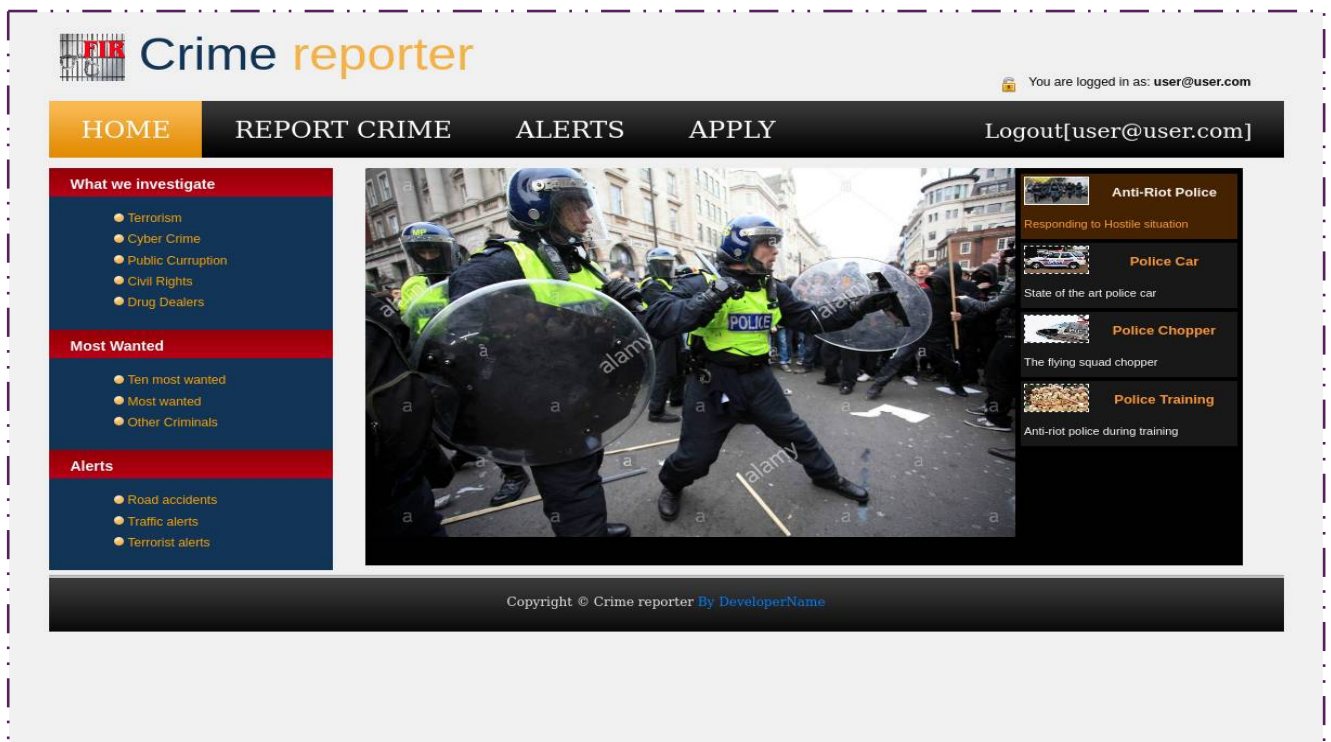 FIR
Crime reporter
You are logged in as: user@user.com
HOME REPORT CRIME ALERTS APPLY Logout[user@user.com]
What we investigate
Terrorism
Cyber Crime
Public Curruption
Civil Rights
Drug Dealers
Most Wanted
Ten most wanted
Most wanted
Other Criminals
Alerts
Road accidents
Traffic alerts
Terrorist alerts
MP
POLICE
alamy
alamy
alamy
alamy
a
a
a
a
a
a
a
a
a
a
a
a
a
a
Anti-Riot Police
Responding to Hostile situation
Police Car
State of the art police car
Police Chopper
The flying squad chopper
Police Training
Anti-riot police during training
Copyright © Crime reporter By DeveloperName